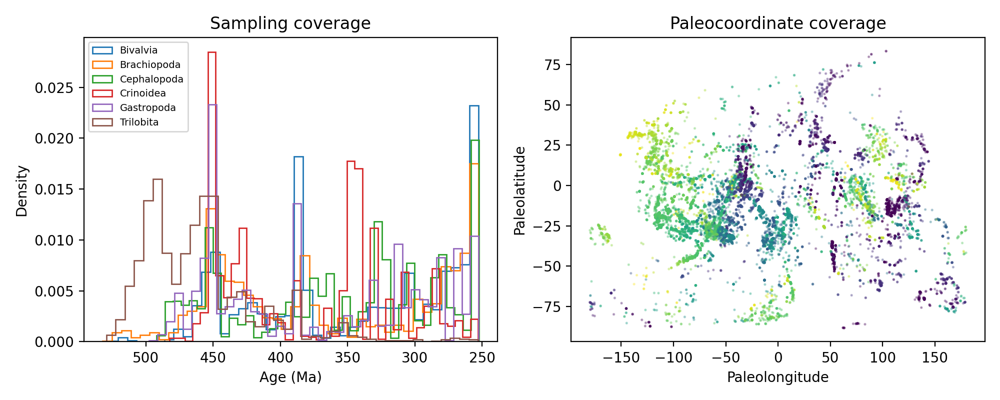 Sampling coverage
Bivalvia
Brachiopoda
Cephalopoda
Crinoidea
Gastropoda
Trilobita
Density
0.025
0.020
0.015
0.010
0.005
0.000
500 450 400 350 300 250
Age (Ma)
Paleocoordinate coverage
Paleolatitude
75
50
25
0
−25
−50
−75
−150 −100 −50 0 50 100 150
Paleolongitude